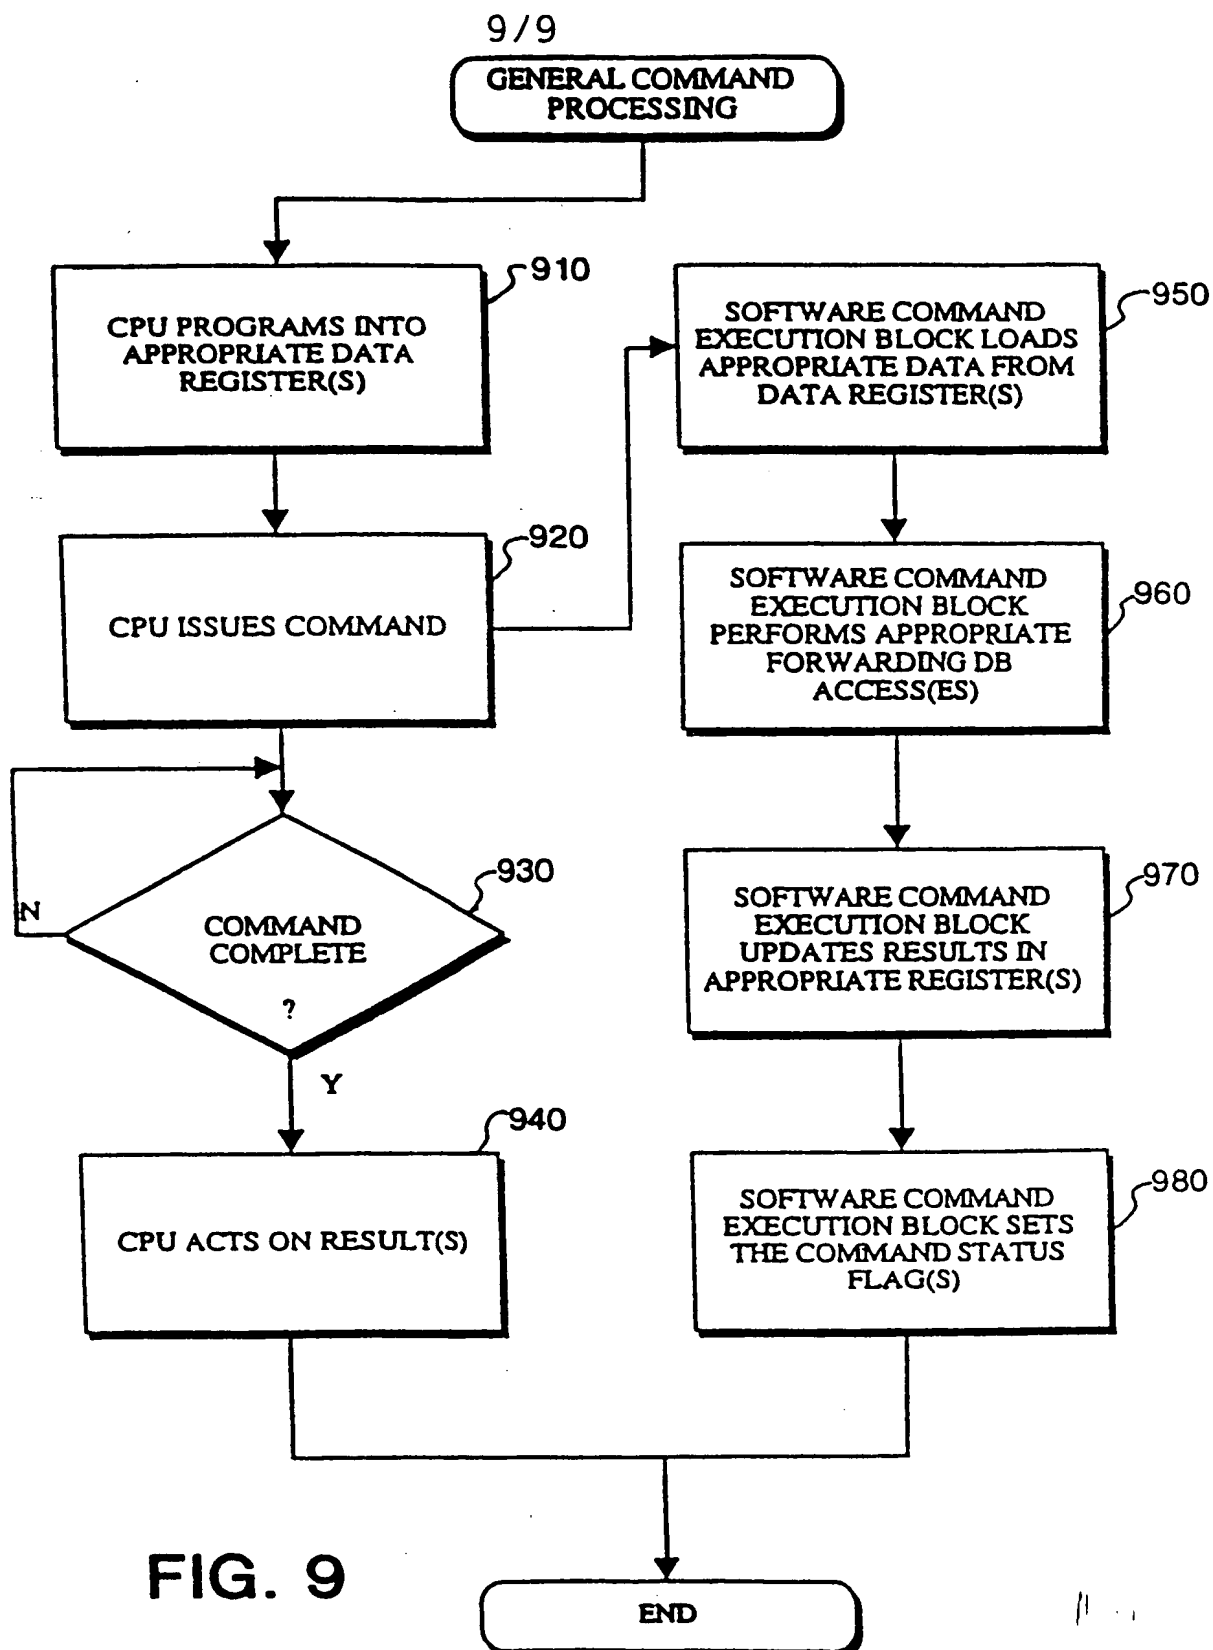 9/9
GENERAL COMMAND
PROCESSING
910
CPU PROGRAMS INTO
APPROPRIATE DATA
REGISTER(S)
920
CPU ISSUES COMMAND
930
N
COMMAND
COMPLETE
?
Y
940
CPU ACTS ON RESULT(S)
950
SOFTWARE COMMAND
EXECUTION BLOCK LOADS
APPROPRIATE DATA FROM
DATA REGISTER(S)
960
SOFTWARE COMMAND
EXECUTION BLOCK
PERFORMS APPROPRIATE
FORWARDING DB
ACCESS(ES)
970
SOFTWARE COMMAND
EXECUTION BLOCK
UPDATES RESULTS IN
APPROPRIATE REGISTER(S)
980
SOFTWARE COMMAND
EXECUTION BLOCK SETS
THE COMMAND STATUS
FLAG(S)
FIG. 9
END